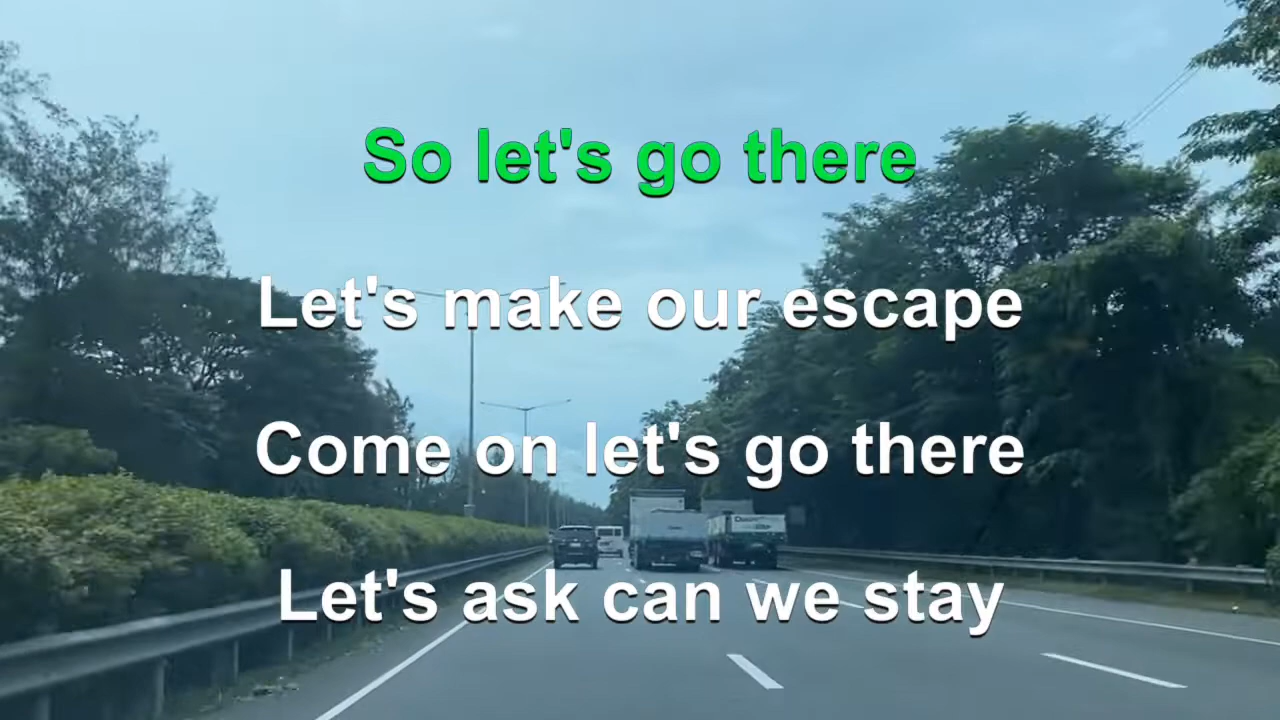 So let's go there
Let's make our escape
Come on let's go there
Let's ask can we stay